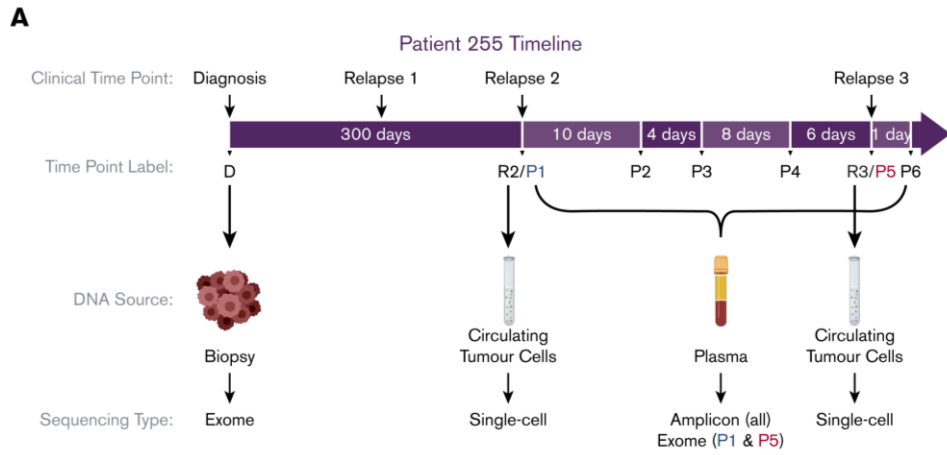 A
Patient 255 Timeline
Clinical Time Point: Diagnosis Relapse 1 Relapse 2 Relapse 3
300 days 10 days 4 days 8 days 6 days 1 day
Time Point Label: D R2/P1 P2 P3 P4 R3/P5 P6
DNA Source:
Biopsy Circulating Tumour Cells Plasma Circulating Tumour Cells
Sequencing Type: Exome Single-cell Amplicon (all) Single-cell
Exome (P1 & P5)